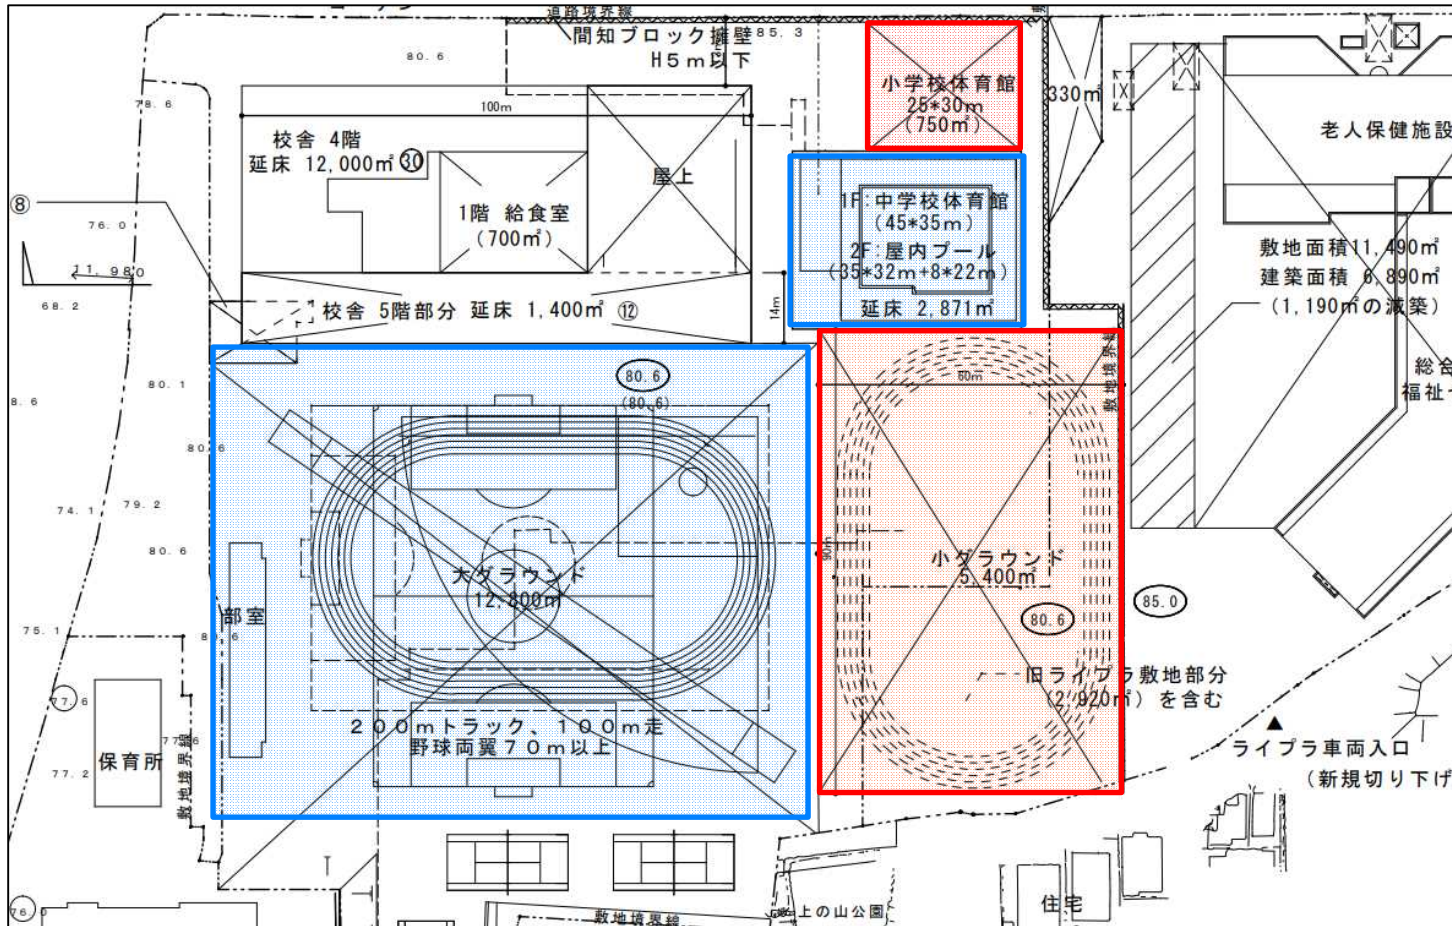 道路境界線
間知ブロック擁壁
H5m以下
85.3
80.6
78.6
100m
校舎 4階
延床 12,000㎡ ㉚
屋上
1階 給食室
(700㎡)
小学校体育館
25*30m
(750㎡)
330㎡
老人保健施設
⑧
76.0
11,980
68.2
1F:中学校体育館
(45*35m)
2F:屋内プール
(35*32m+8*22m)
延床 2,871㎡
敷地面積11,490㎡
建築面積 6,890㎡
(1,190㎡の減築)
校舎 5階部分 延床 1,400㎡ ⑫
14m
敷地境界線
総合
福祉
80.6
(80.6)
60m
80.1
8.6
80.6
79.2
74.1
80.6
90m
大グラウンド
12,800㎡
小グラウンド
5,400㎡
部室
80.6
85.0
75.1
旧ライプラ敷地部分
(2,920㎡)を含む
77.6
200mトラック、100m走
野球両翼70m以上
77.6
保育所
77.2
敷地境界線
▲
ライプラ車両入口
(新規切り下げ
76.0
敷地境界線
上の山公園
住宅